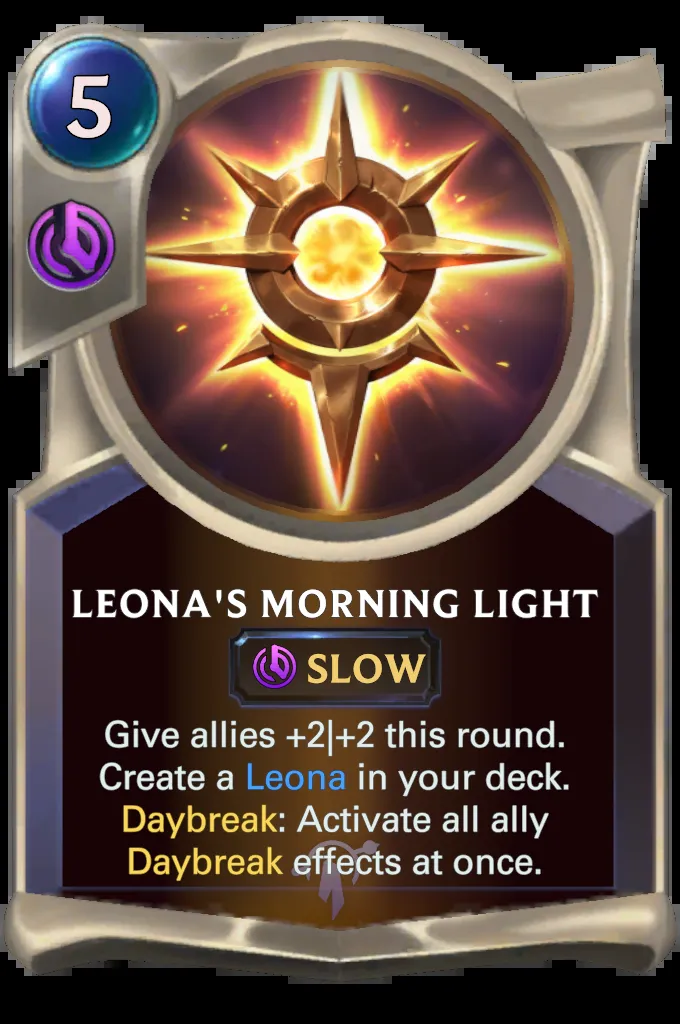 5
LEONA'S MORNING LIGHT
SLOW
Give allies +2|+2 this round.
Create a Leona in your deck.
Daybreak: Activate all ally
Daybreak effects at once.